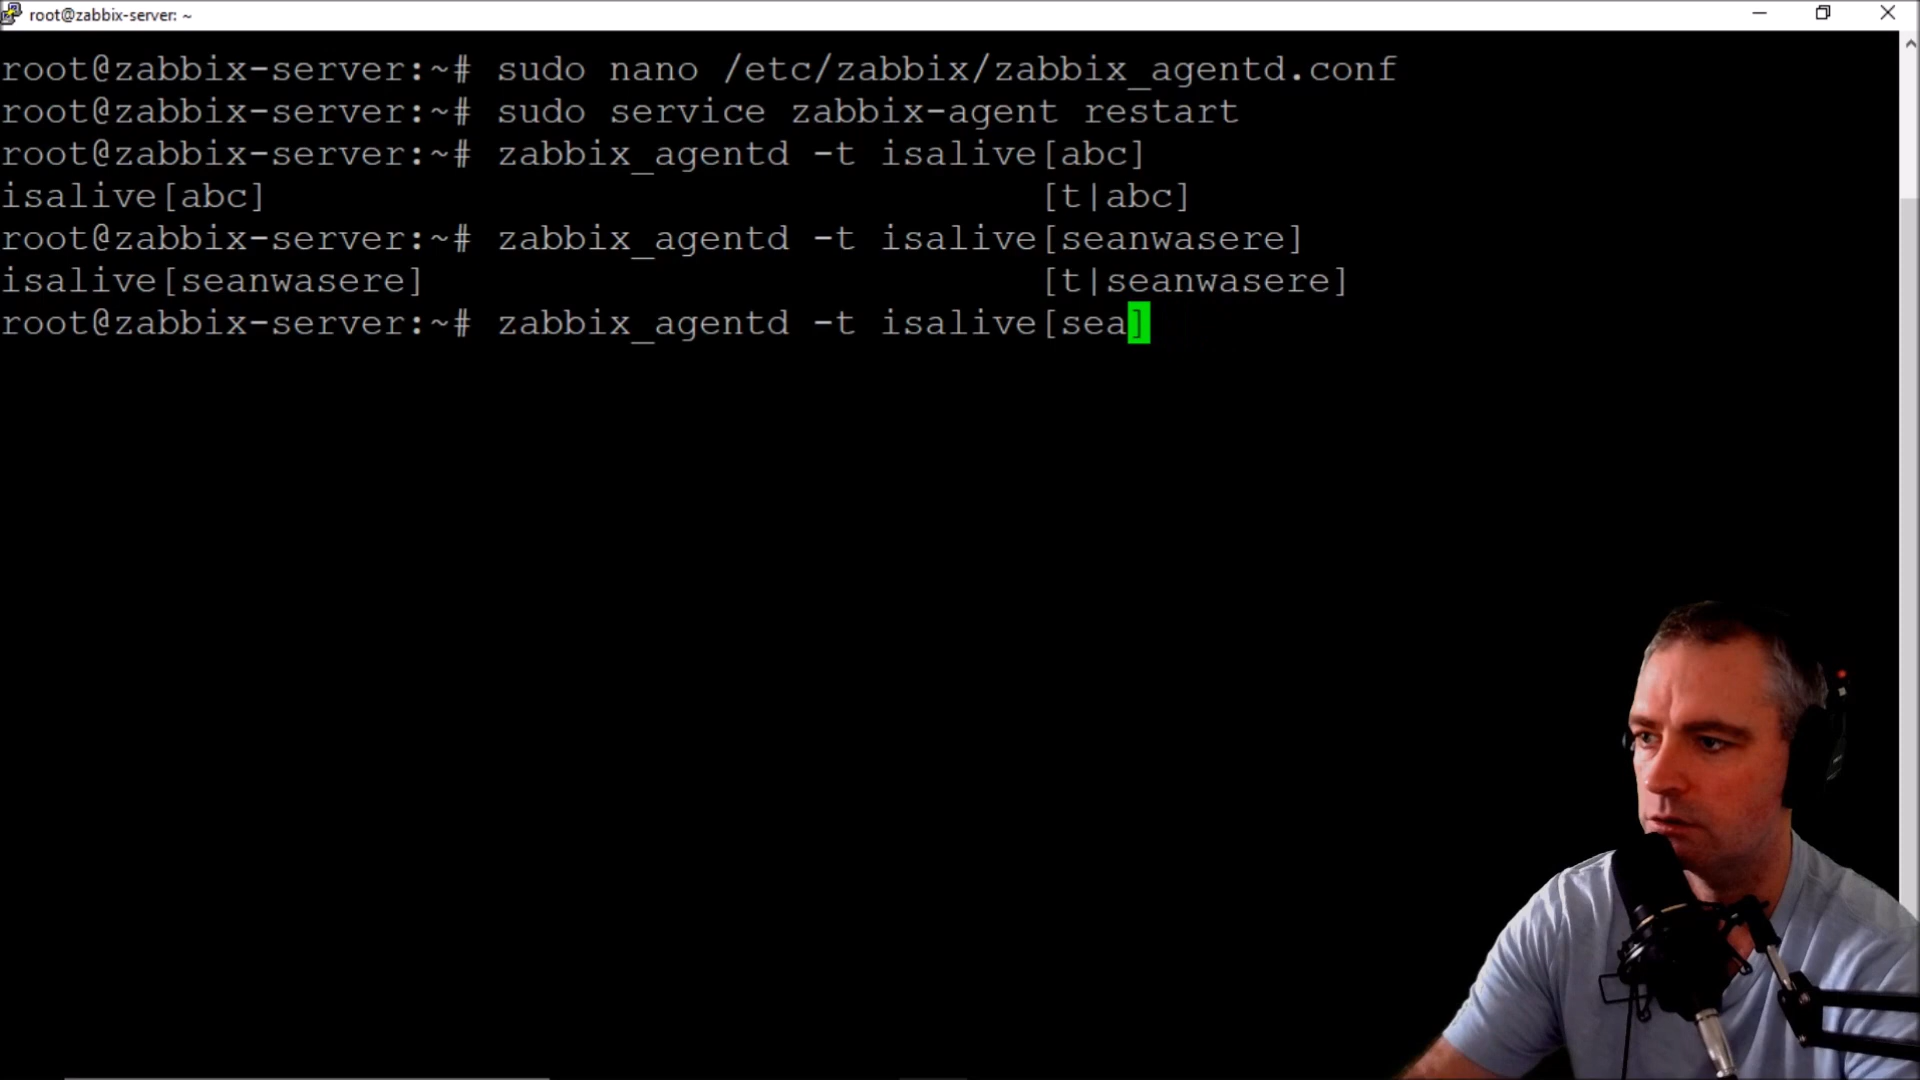 root@zabbix-server: ~
root@zabbix-server:~# sudo nano /etc/zabbix/zabbix_agentd.conf
root@zabbix-server:~# sudo service zabbix-agent restart
root@zabbix-server:~# zabbix_agentd -t isalive[abc]
isalive[abc] [t|abc]
root@zabbix-server:~# zabbix_agentd -t isalive[seanwasere]
isalive[seanwasere] [t|seanwasere]
root@zabbix-server:~# zabbix_agentd -t isalive[sea]